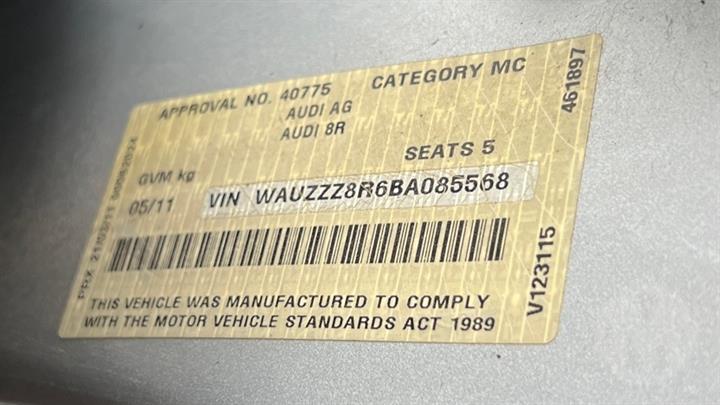 APPROVAL NO. 40775 CATEGORY MC
AUDI AG
AUDI 8R
SEATS 5
GVM kg
05/11 VIN WAUZZZ8R6BA085568
THIS VEHICLE WAS MANUFACTURED TO COMPLY
WITH THE MOTOR VEHICLE STANDARDS ACT 1989
461897
V123115